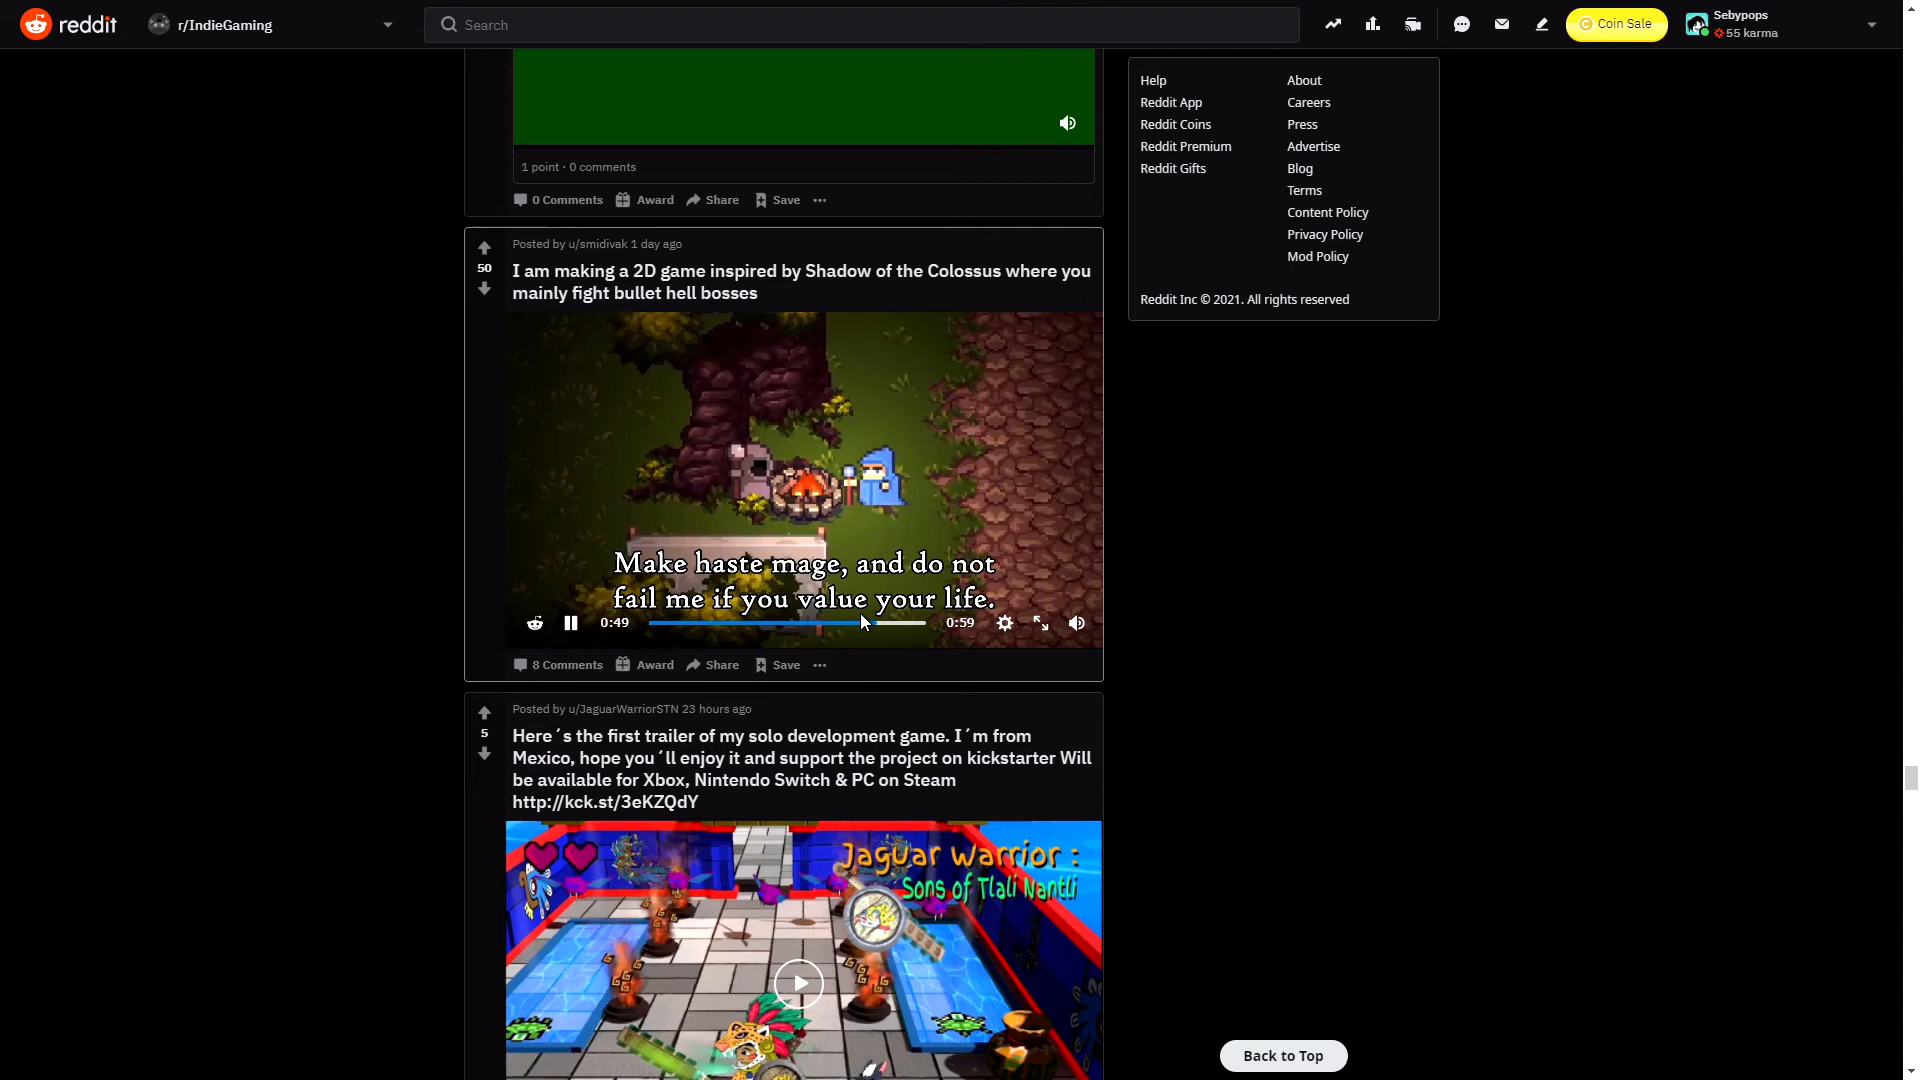 reddit
r/IndieGaming
Search
Coin Sale
Sebypops
55 karma
1 point · 0 comments
0 Comments
Award
Share
Save
Help
About
Reddit App
Careers
Reddit Coins
Press
Reddit Premium
Advertise
Reddit Gifts
Blog
Terms
Content Policy
Privacy Policy
Mod Policy
Reddit Inc © 2021. All rights reserved
Posted by u/smidivak 1 day ago
50
I am making a 2D game inspired by Shadow of the Colossus where you
mainly fight bullet hell bosses
Make haste mage, and do not
fail me if you value your life.
0:49
0:59
8 Comments
Award
Share
Save
Posted by u/JaguarWarriorSTN 23 hours ago
5
Here´s the first trailer of my solo development game. I´m from
Mexico, hope you´ll enjoy it and support the project on kickstarter Will
be available for Xbox, Nintendo Switch & PC on Steam
http://kck.st/3eKZQdY
Jaguar Warrior :
Sons of Tlali Nantli
Back to Top